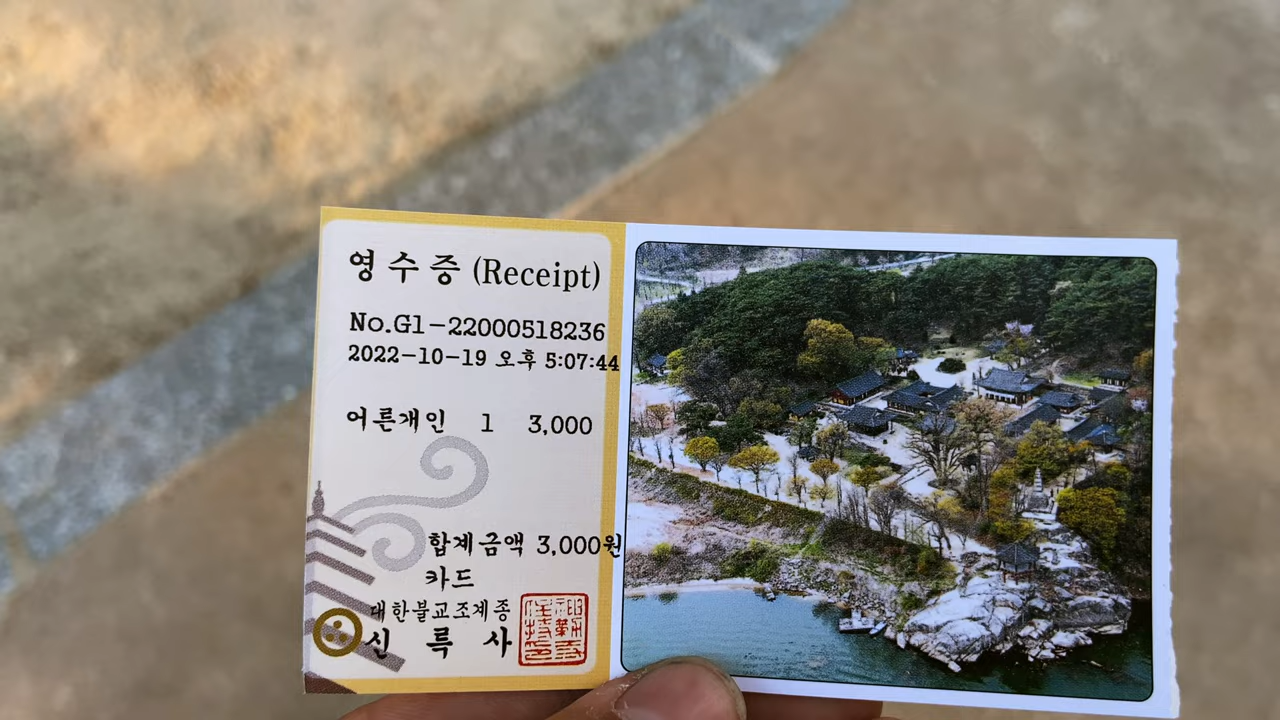 영수증 (Receipt)
No.G1-22000518236
2022-10-19 오후 5:07:44
어른개인 1 3,000
합계금액 3,000원
카드
대한불교조계종
신륵사